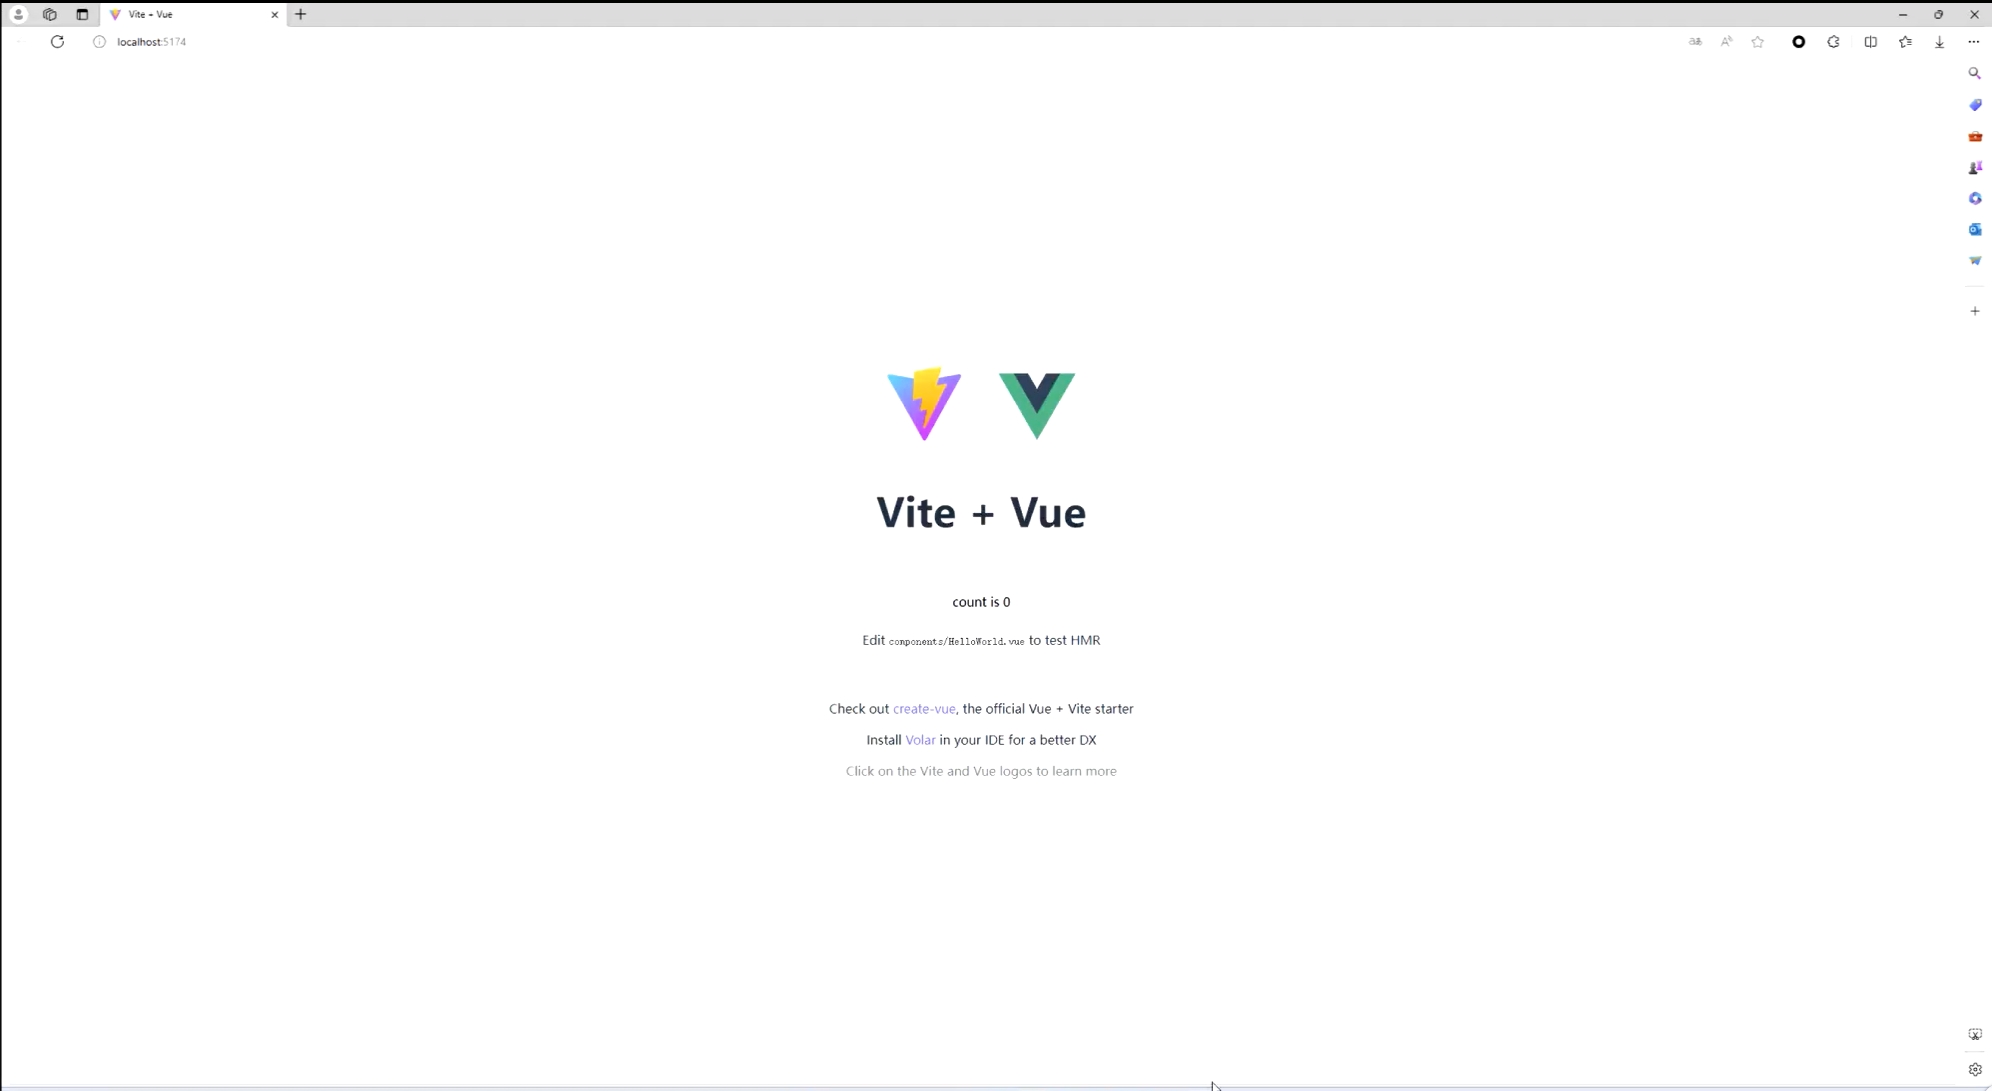 Vite + Vue
localhost:5174
Vite + Vue
count is 0
Edit components/HelloWorld.vue to test HMR
Check out create-vue, the official Vue + Vite starter
Install Volar in your IDE for a better DX
Click on the Vite and Vue logos to learn more